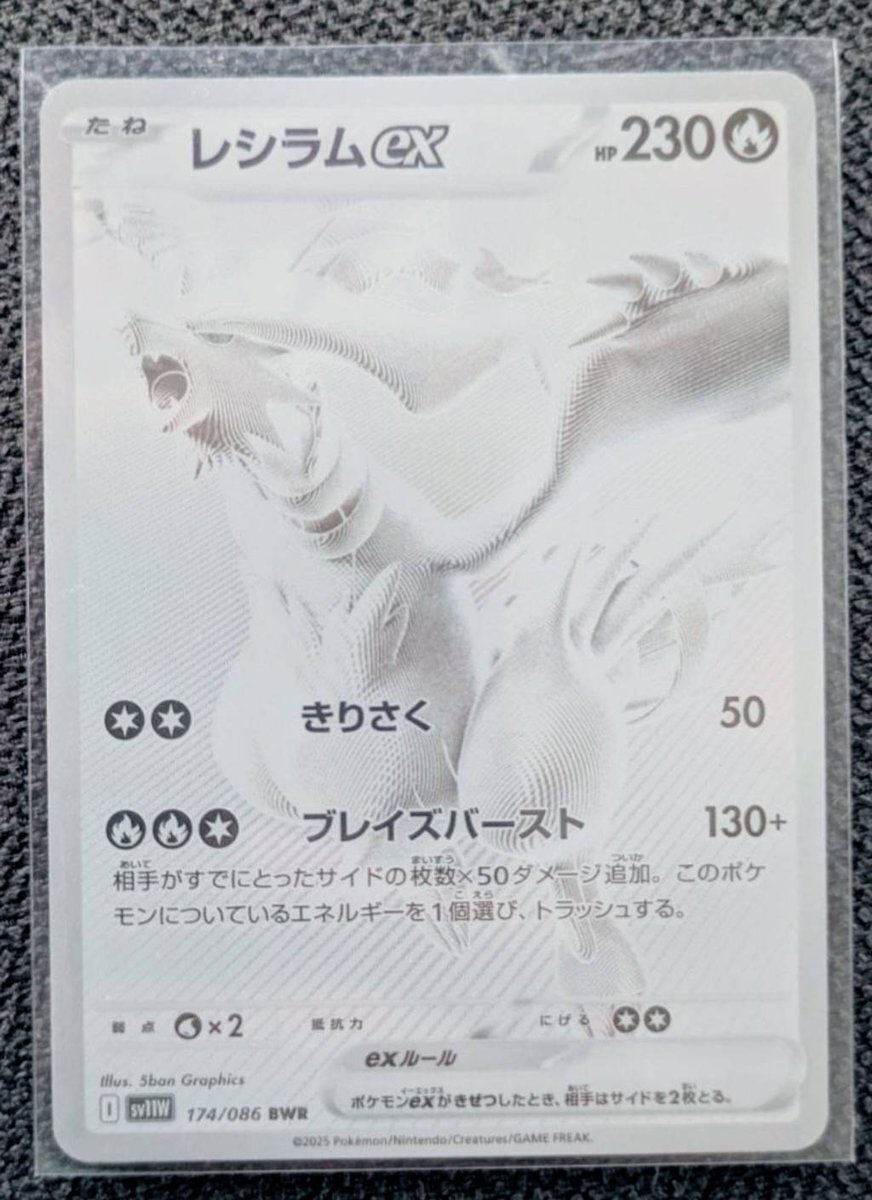 たね レシラムex HP230
きりさく 50
ブレイズバースト 130+
相手がすでにとったサイドの枚数×50ダメージ追加。このポケ
モンについているエネルギーを1個選び、トラッシュする。
弱点 ×2 抵抗力 にげる
exルール
ポケモンexがきぜつしたとき、相手はサイドを2枚とる。
Illus. 5ban Graphics
I SV11W 174/086 BWR
©2025 Pokémon/Nintendo/Creatures/GAME FREAK.